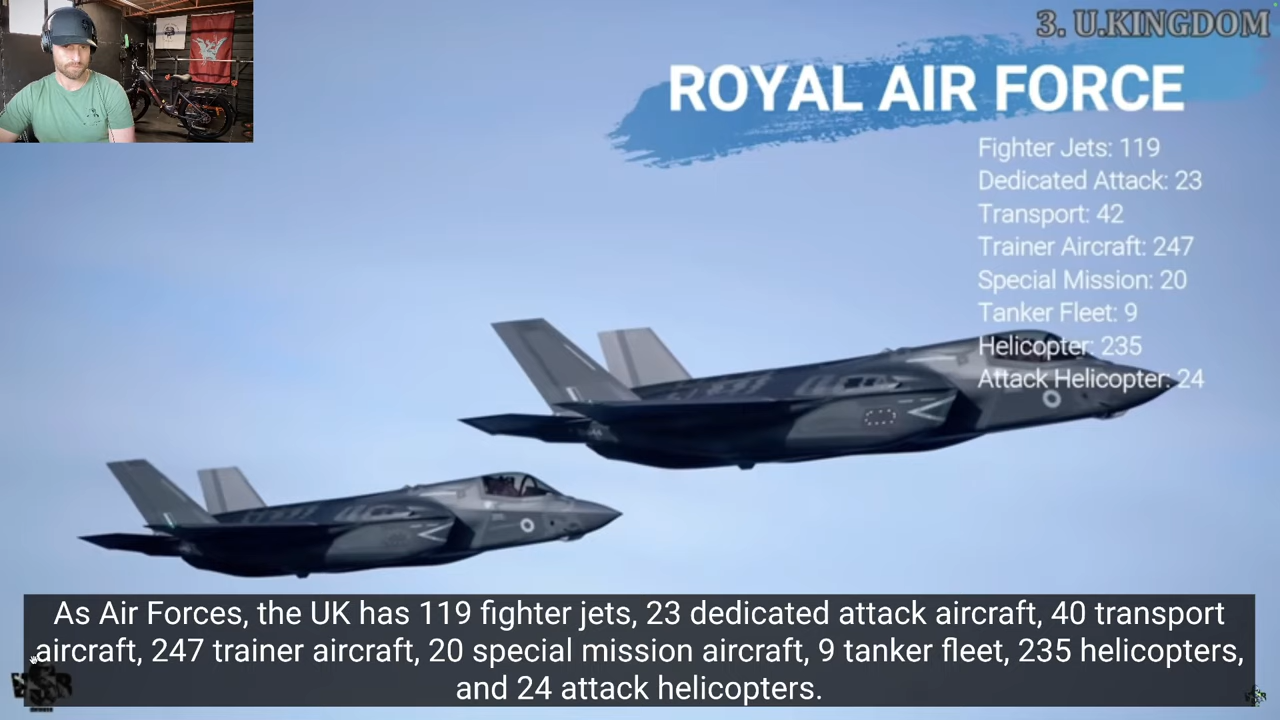 3. U.KINGDOM
ROYAL AIR FORCE
Fighter Jets: 119
Dedicated Attack: 23
Transport: 42
Trainer Aircraft: 247
Special Mission: 20
Tanker Fleet: 9
Helicopter: 235
Attack Helicopter: 24
As Air Forces, the UK has 119 fighter jets, 23 dedicated attack aircraft, 40 transport
aircraft, 247 trainer aircraft, 20 special mission aircraft, 9 tanker fleet, 235 helicopters,
and 24 attack helicopters.